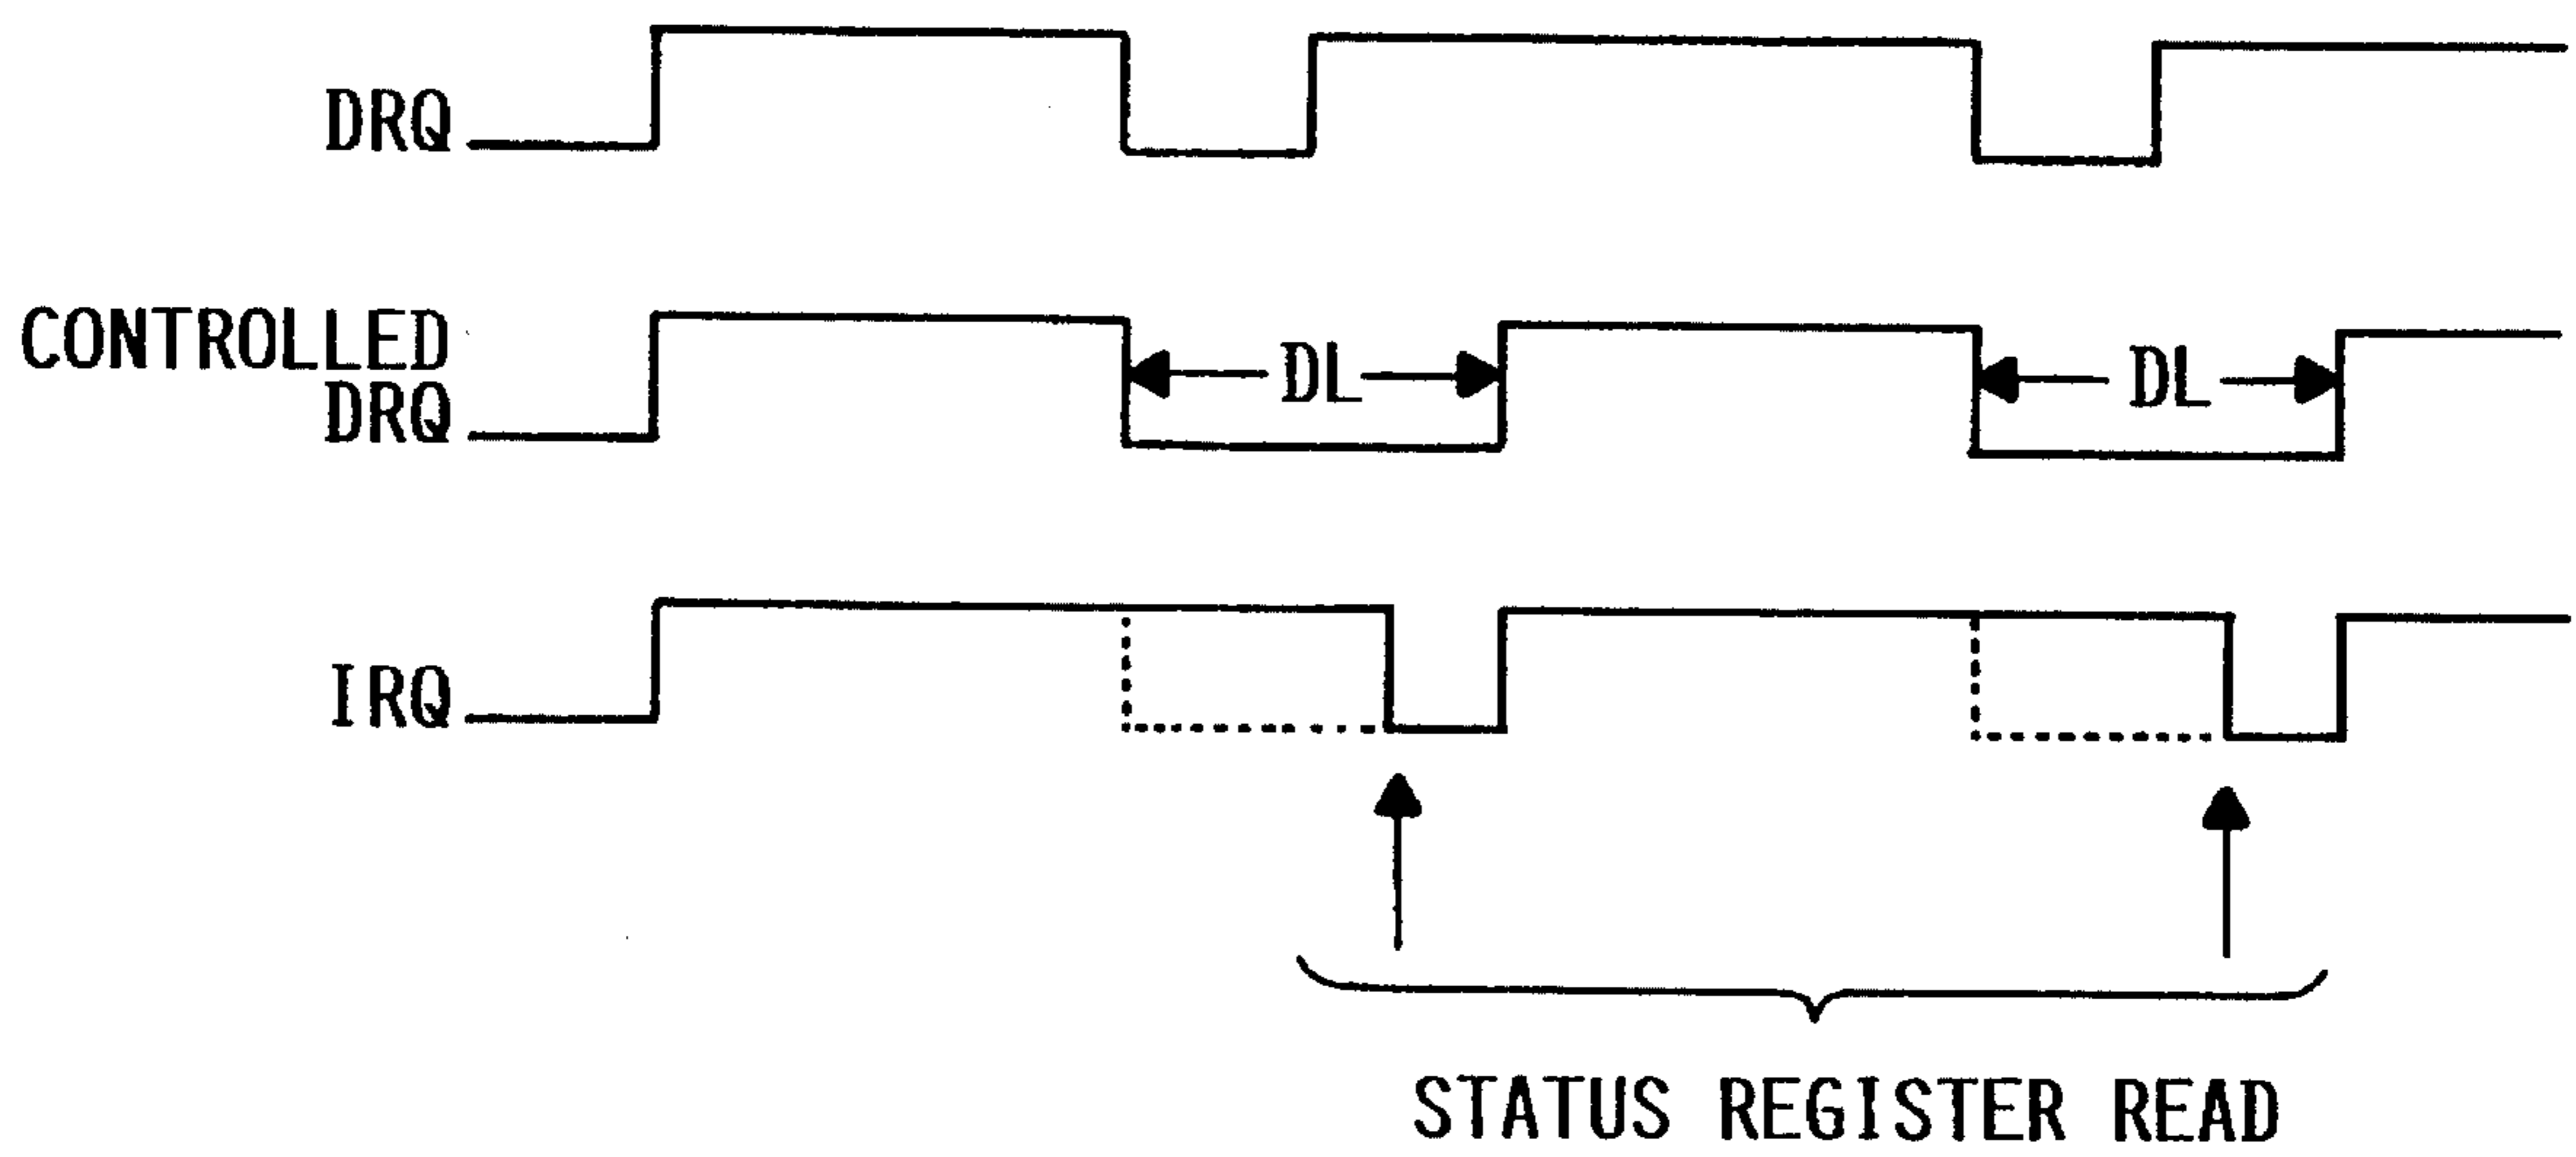 DRQ
CONTROLLED
DRQ
DL
DL
IRQ
STATUS REGISTER READ